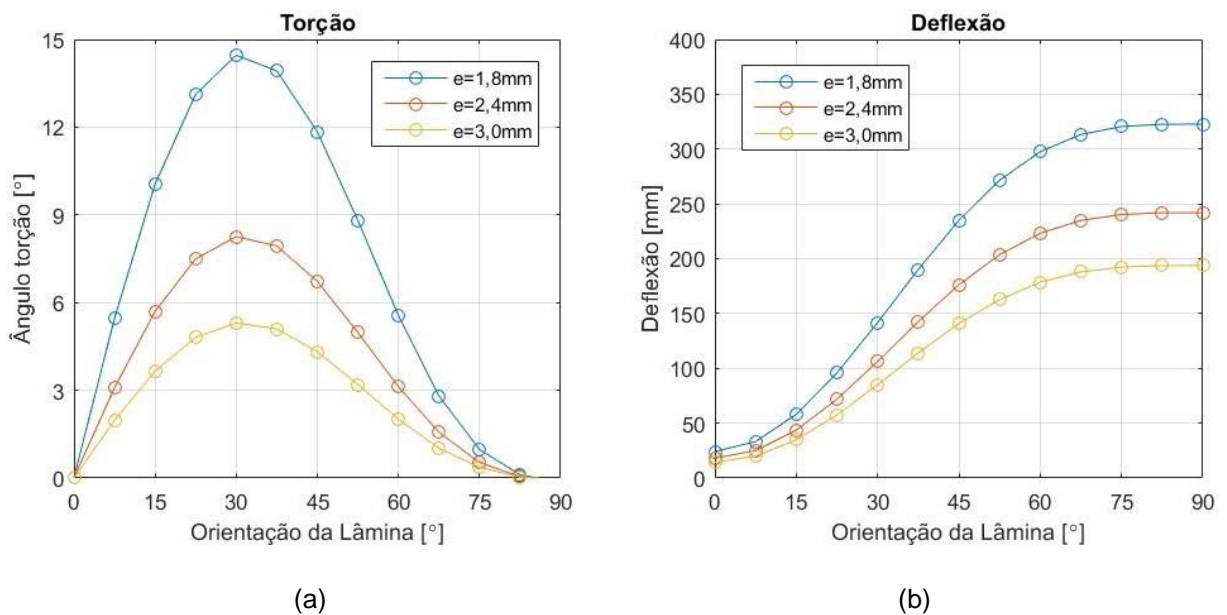 Torção
Ângulo torção [°]
15
12
9
6
3
0
e=1,8mm
e=2,4mm
e=3,0mm
0 15 30 45 60 75 90
Orientação da Lâmina [°]
(a)
Deflexão
Deflexão [mm]
400
350
300
250
200
150
100
50
0
e=1,8mm
e=2,4mm
e=3,0mm
0 15 30 45 60 75 90
Orientação da Lâmina [°]
(b)